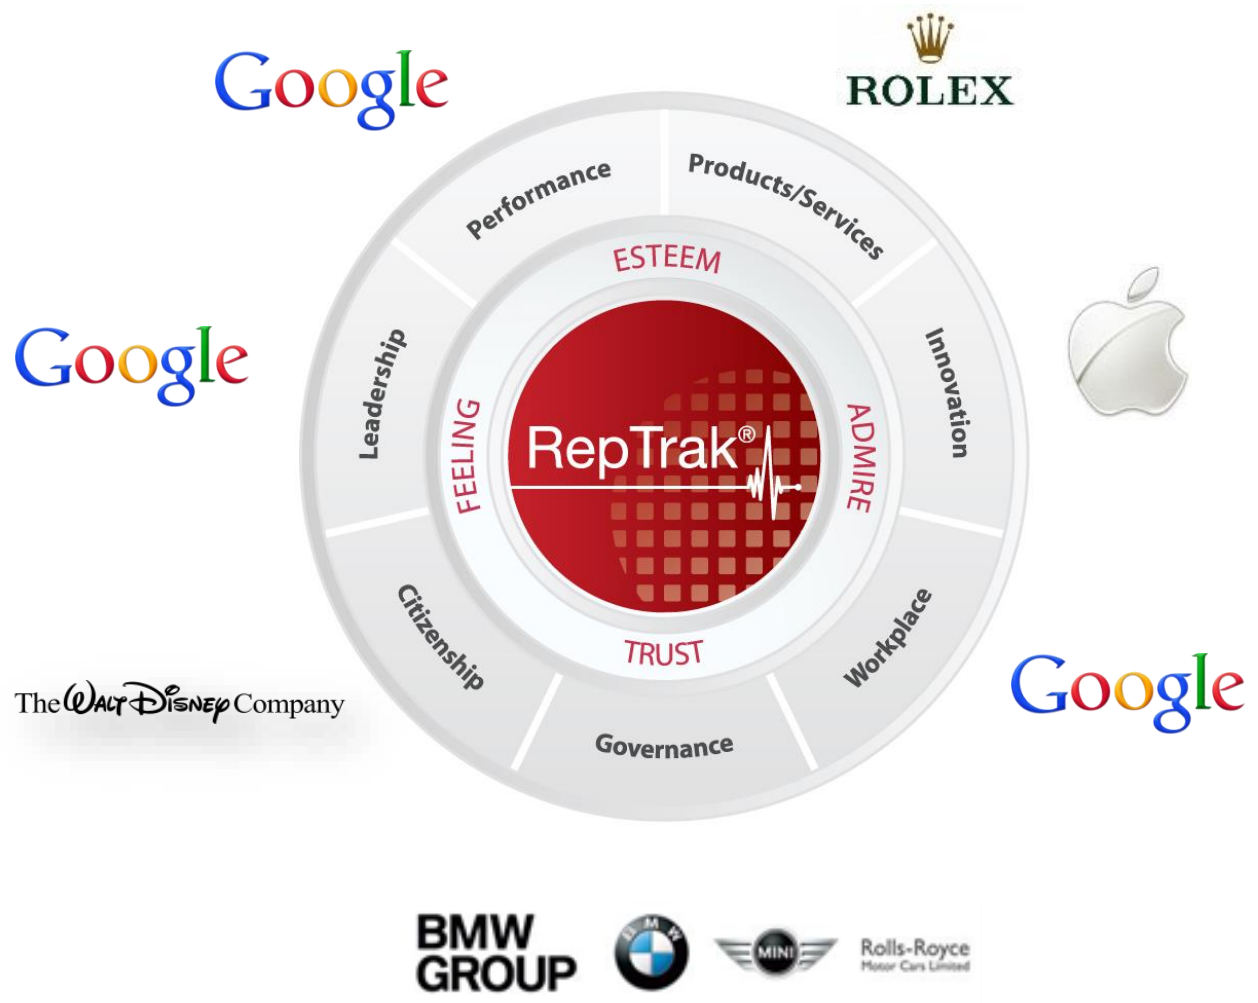 Google
ROLEX
Performance
Products/Services
ESTEEM
Google
Leadership
Innovation
FEELING
RepTrak®
ADMIRE
Citizenship
TRUST
Workplace
Google
The WALT DISNEY Company
Governance
BMW
GROUP
BMW
MINI
Rolls-Royce
Motor Cars Limited